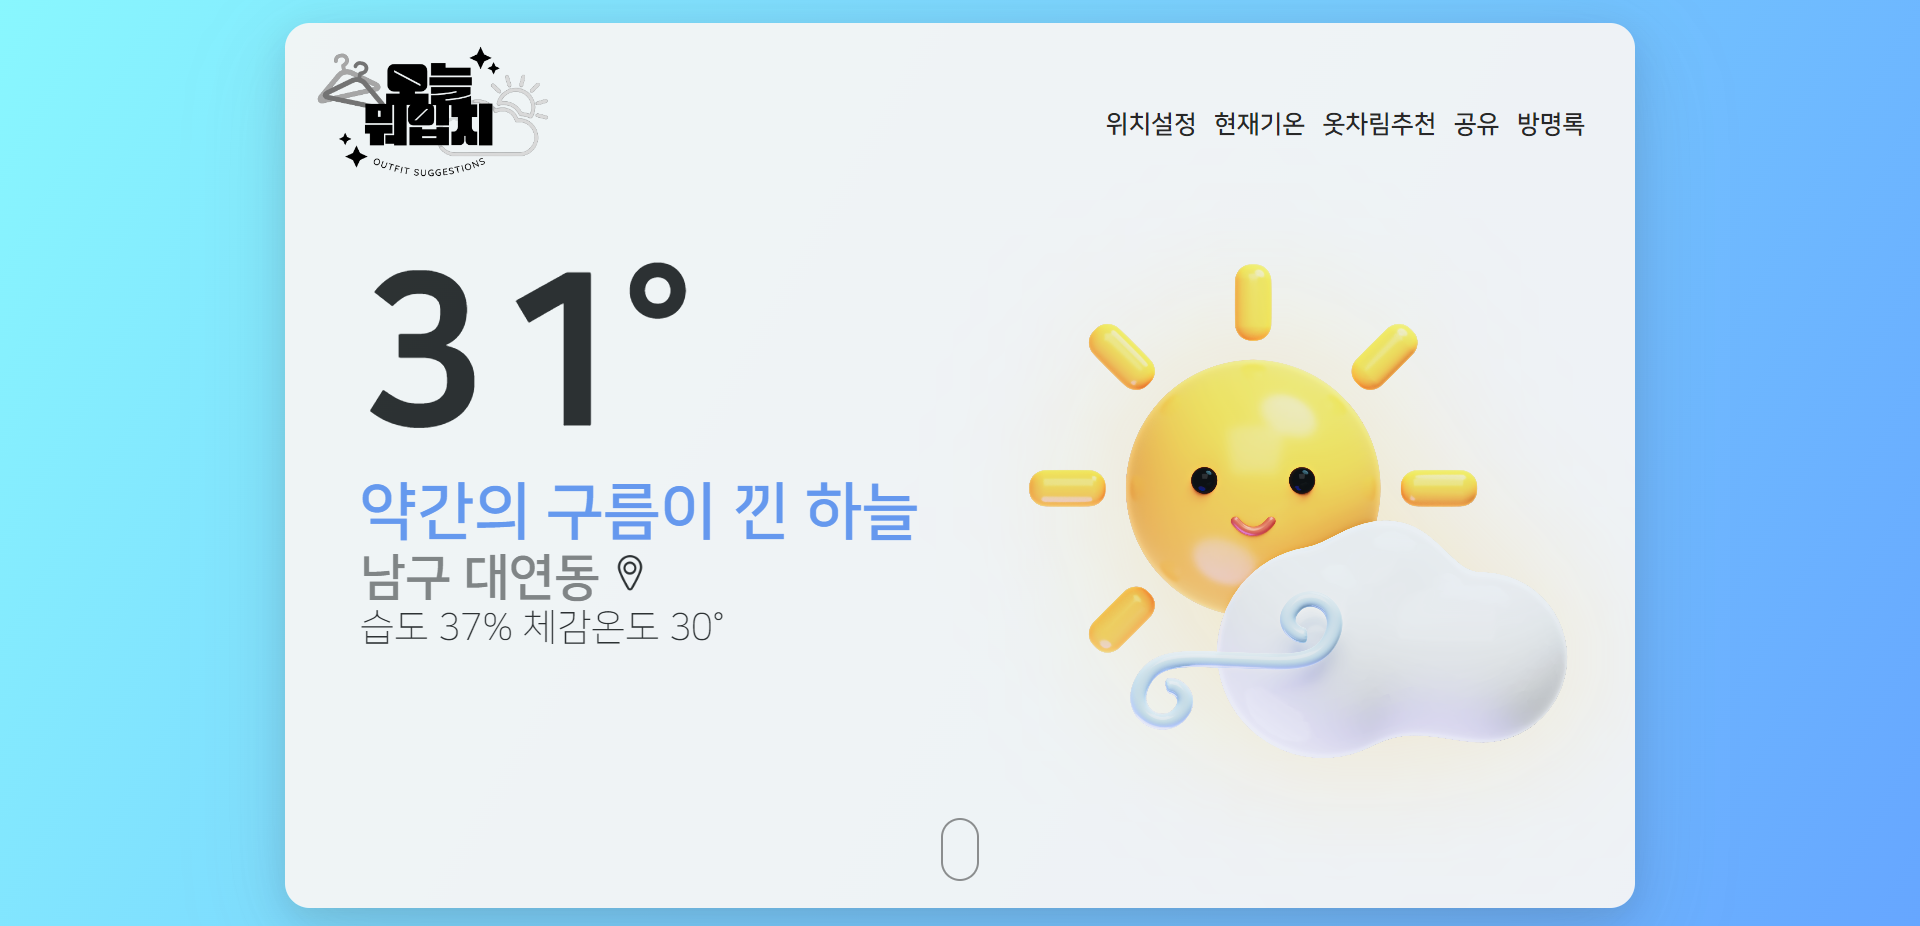 오늘
뭐입지
OUTFIT SUGGESTIONS
위치설정 현재기온 옷차림추천 공유 방명록
31°
약간의 구름이 낀 하늘
남구 대연동
습도 37% 체감온도 30°